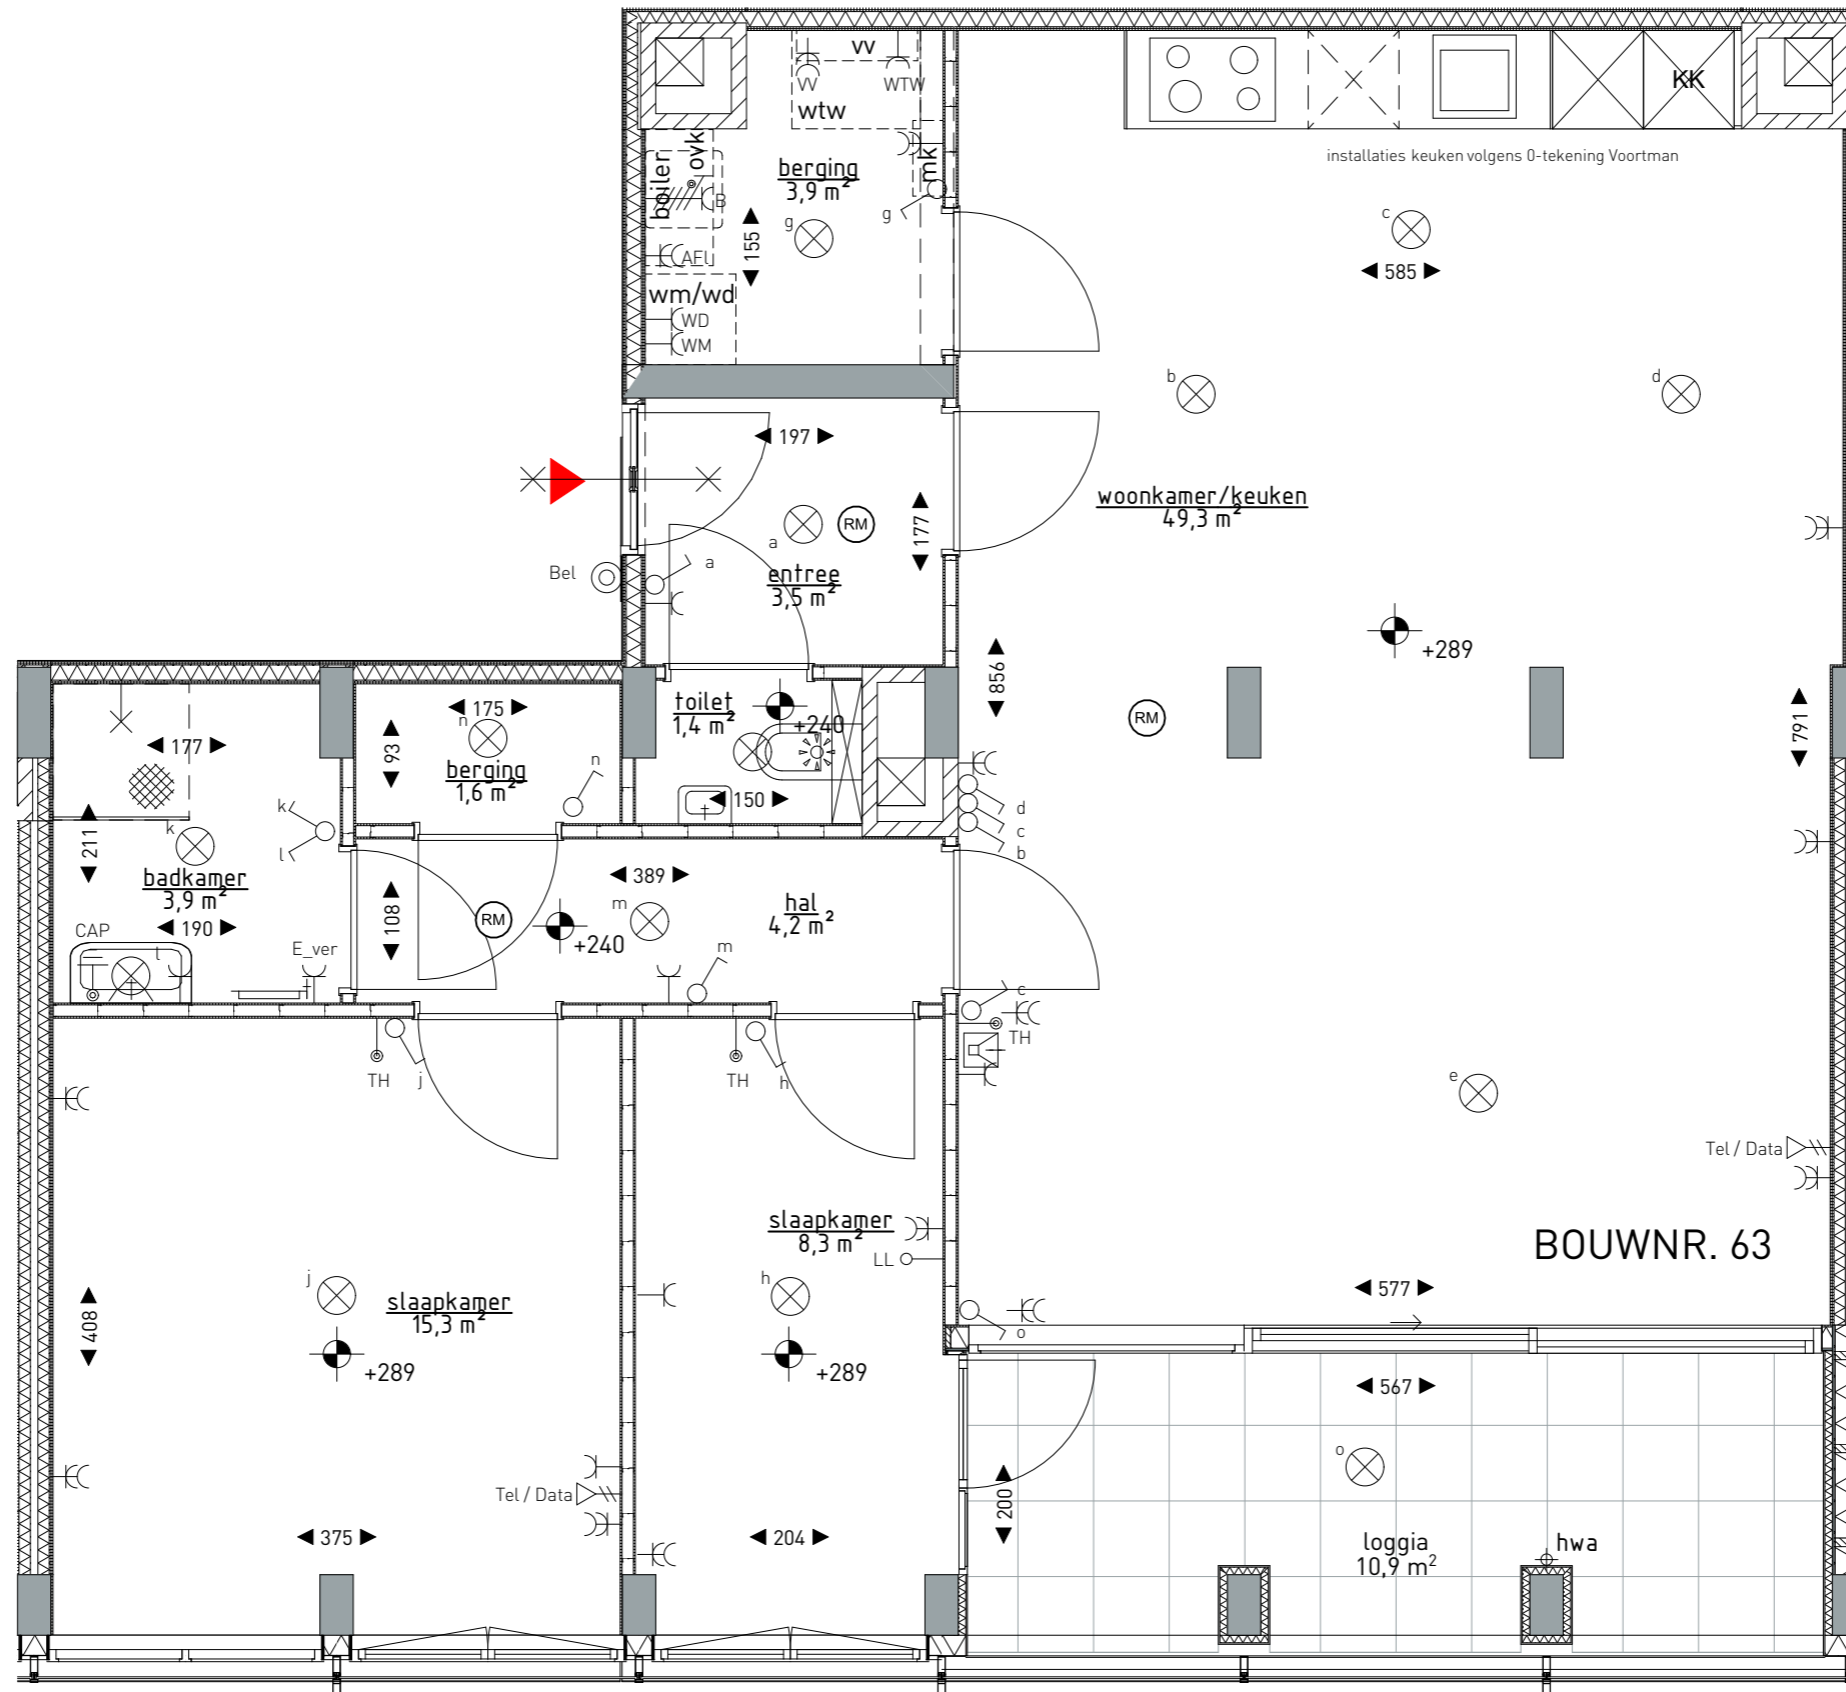 vv
VV
WTW
wtw
KK
installaties keuken volgens 0-tekening Voortman
boiler
ovk
B
berging
3,9 m²
mk
g
g
c
155
AFL
585
wm/wd
WD
WM
b
d
197
woonkamer/keuken
49,3 m²
a
RM
177
Bel
a
entree
3,5 m²
+289
856
toilet
1,4 m²
+240
175
n
RM
791
177
93
berging
1,6 m²
n
150
d
c
b
k
k
l
211
badkamer
3,9 m²
389
hal
4,2 m²
m
108
RM
+240
190
CAP
l
E_ver
m
c
TH
TH
j
TH
h
e
Tel / Data
slaapkamer
8,3 m²
LL
BOUWNR. 63
j
h
577
slaapkamer
15,3 m²
408
o
+289
+289
567
o
Tel / Data
200
375
204
loggia
10,9 m²
hwa